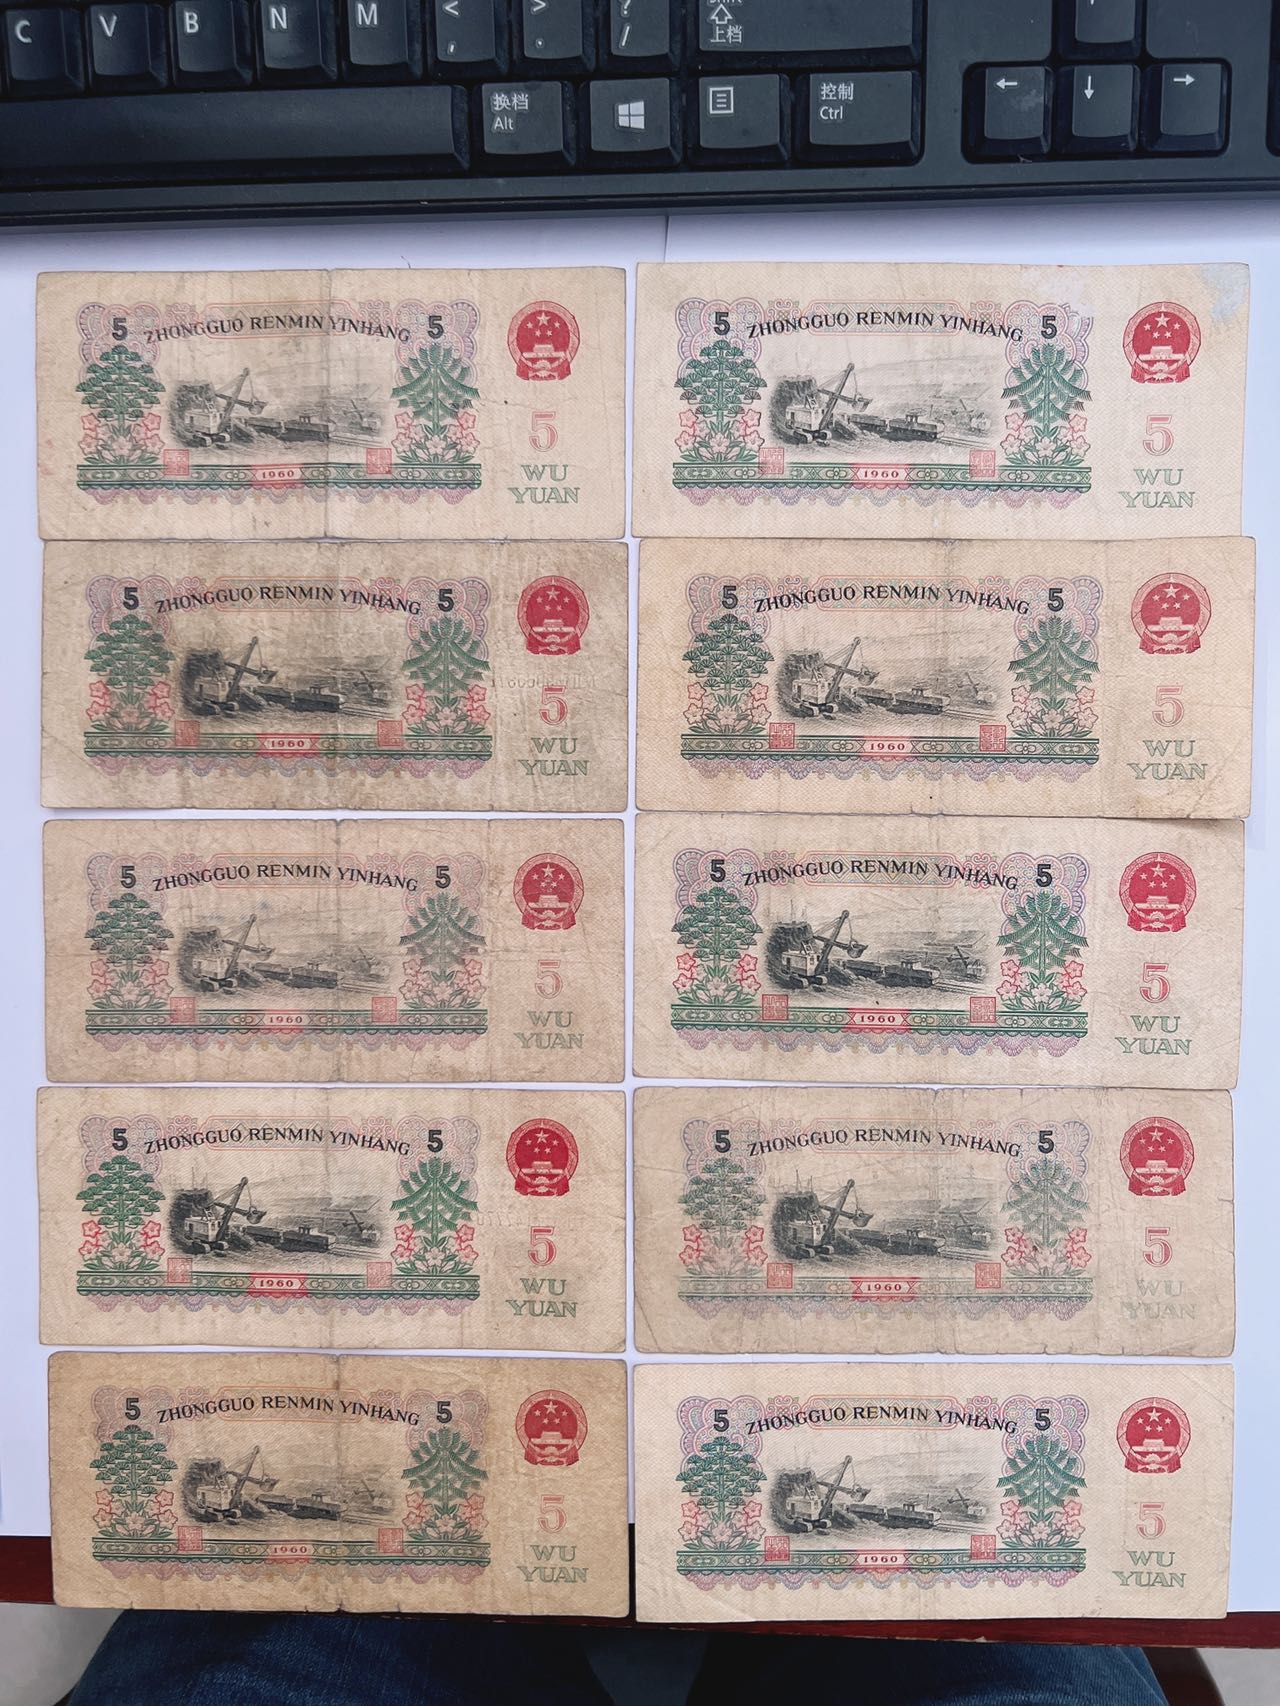 C V B N M < , > . ? / 上档
换档 Alt 控制 Ctrl ← ↓ →
5 ZHONGGUO RENMIN YINHANG 5
5
1960
WU
YUAN
5 ZHONGGUO RENMIN YINHANG 5
5
1960
WU
YUAN
5 ZHONGGUO RENMIN YINHANG 5
5
1960
WU
YUAN
5 ZHONGGUO RENMIN YINHANG 5
5
1960
WU
YUAN
5 ZHONGGUO RENMIN YINHANG 5
5
1960
WU
YUAN
5 ZHONGGUO RENMIN YINHANG 5
5
1960
WU
YUAN
5 ZHONGGUO RENMIN YINHANG 5
5
1960
WU
YUAN
5 ZHONGGUO RENMIN YINHANG 5
5
1960
WU
YUAN
5 ZHONGGUO RENMIN YINHANG 5
5
1960
WU
YUAN
5 ZHONGGUO RENMIN YINHANG 5
5
1960
WU
YUAN